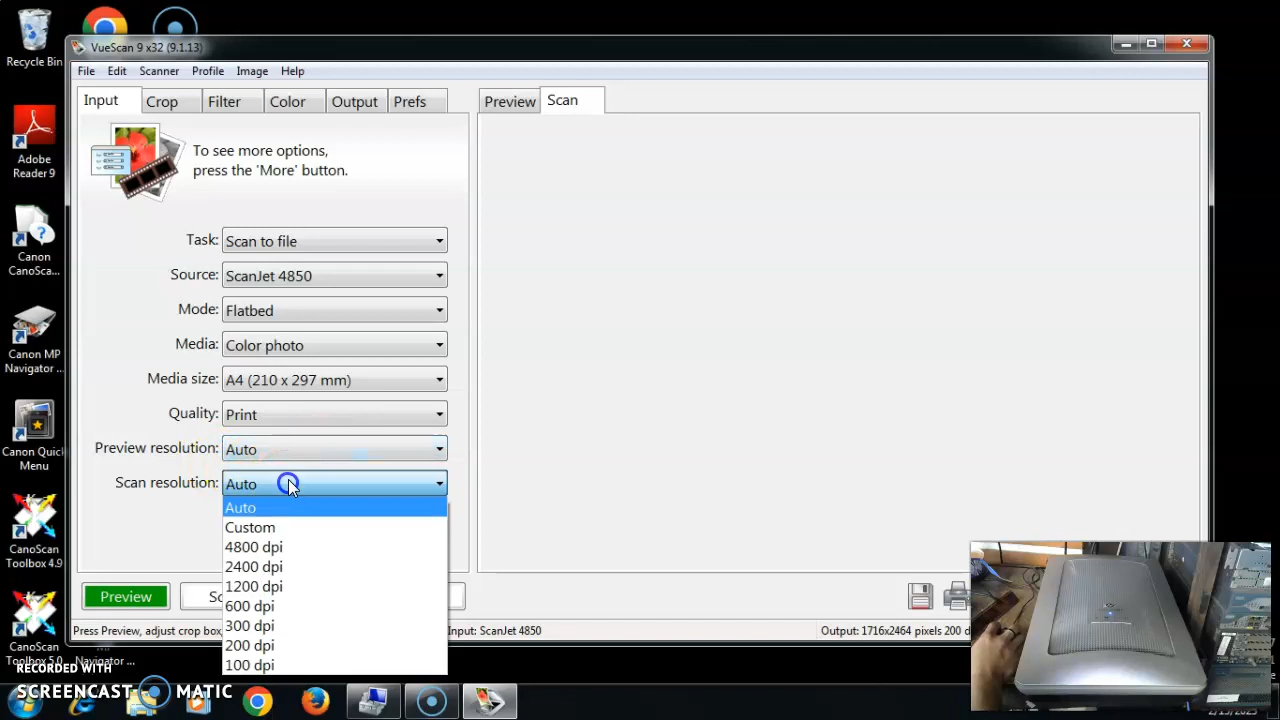 Recycle Bin
Adobe
Reader 9
Canon
CanoSca...
Canon MP
Navigator ...
Canon Quick
Menu
CanoScan
Toolbox 4.9
CanoScan
Toolbox 5.0
Navigator ...
VueScan 9 x32 (9.1.13)
File Edit Scanner Profile Image Help
Input Crop Filter Color Output Prefs
Preview Scan
To see more options,
press the 'More' button.
Task: Scan to file
Source: ScanJet 4850
Mode: Flatbed
Media: Color photo
Media size: A4 (210 x 297 mm)
Quality: Print
Preview resolution: Auto
Scan resolution: Auto
Auto
Custom
4800 dpi
2400 dpi
1200 dpi
600 dpi
300 dpi
200 dpi
100 dpi
Preview Sc
Press Preview, adjust crop box, Input: ScanJet 4850 Output: 1716x2464 pixels 200 d
RECORDED WITH
SCREENCAST MATIC